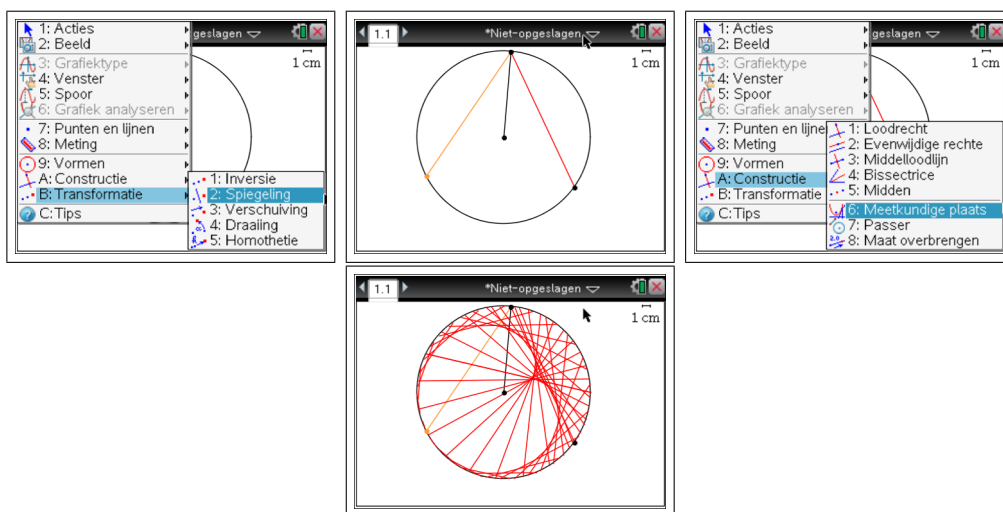 1: Acties
2: Beeld
3: Grafiektype
4: Venster
5: Spoor
6: Grafiek analyseren
7: Punten en lijnen
8: Meting
9: Vormen
A: Constructie
B: Transformatie
C: Tips
geslagen
1 cm
1: Inversie
2: Spiegeling
3: Verschuiving
4: Draaiing
5: Homothetie
1.1
*Niet-opgeslagen
1 cm
1: Acties
2: Beeld
3: Grafiektype
4: Venster
5: Spoor
6: Grafiek analyseren
7: Punten en lijne
8: Meting
9: Vormen
A: Constructie
B: Transformatie
C: Tips
geslagen
1 cm
1: Loodrecht
2: Evenwijdige rechte
3: Middelloodlijn
4: Bissectrice
5: Midden
6: Meetkundige plaats
7: Passer
8: Maat overbrengen
1.1
*Niet-opgeslagen
1 cm